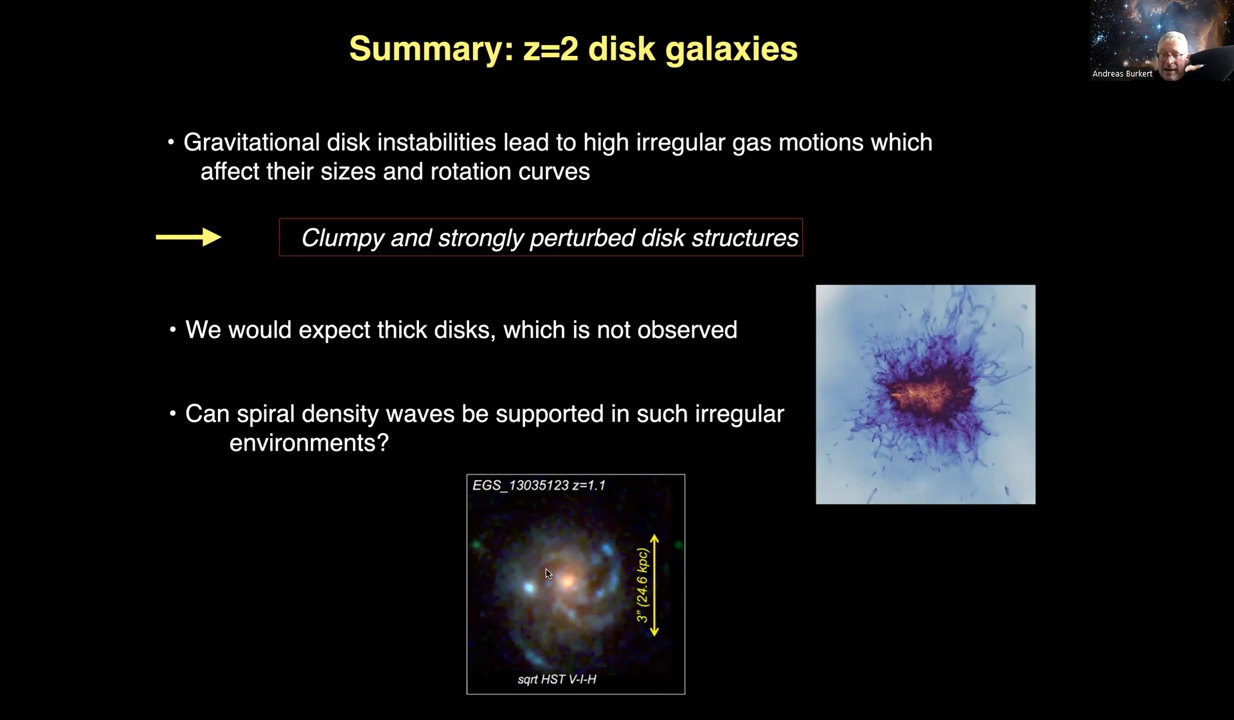 Summary: z=2 disk galaxies
Andreas Burkert
• Gravitational disk instabilities lead to high irregular gas motions which
affect their sizes and rotation curves
Clumpy and strongly perturbed disk structures
• We would expect thick disks, which is not observed
• Can spiral density waves be supported in such irregular
environments?
EGS_13035123 z=1.1
3" (24.6 kpc)
sqrt HST V-I-H